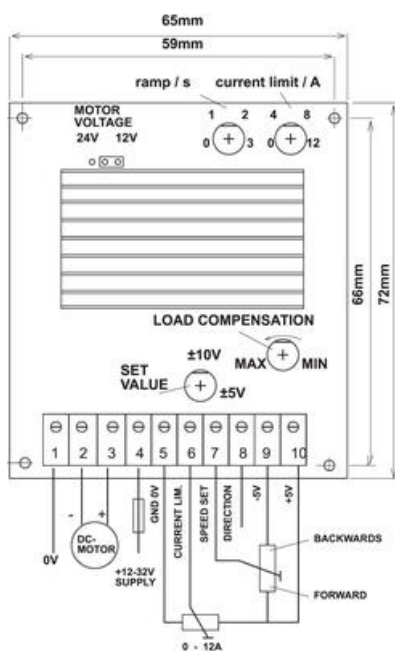 65mm
59mm
ramp / s
current limit / A
MOTOR
VOLTAGE
24V 12V
1 2
0 3
4 8
0 12
66mm
72mm
LOAD COMPENSATION
MAX MIN
±10V
SET
VALUE
±5V
1 2 3 4 5 6 7 8 9 10
0V
- +
DC-
MOTOR
+12-32V
SUPPLY
GND 0V
CURRENT LIM.
SPEED SET
DIRECTION
-5V
+5V
BACKWARDS
FORWARD
0 - 12A